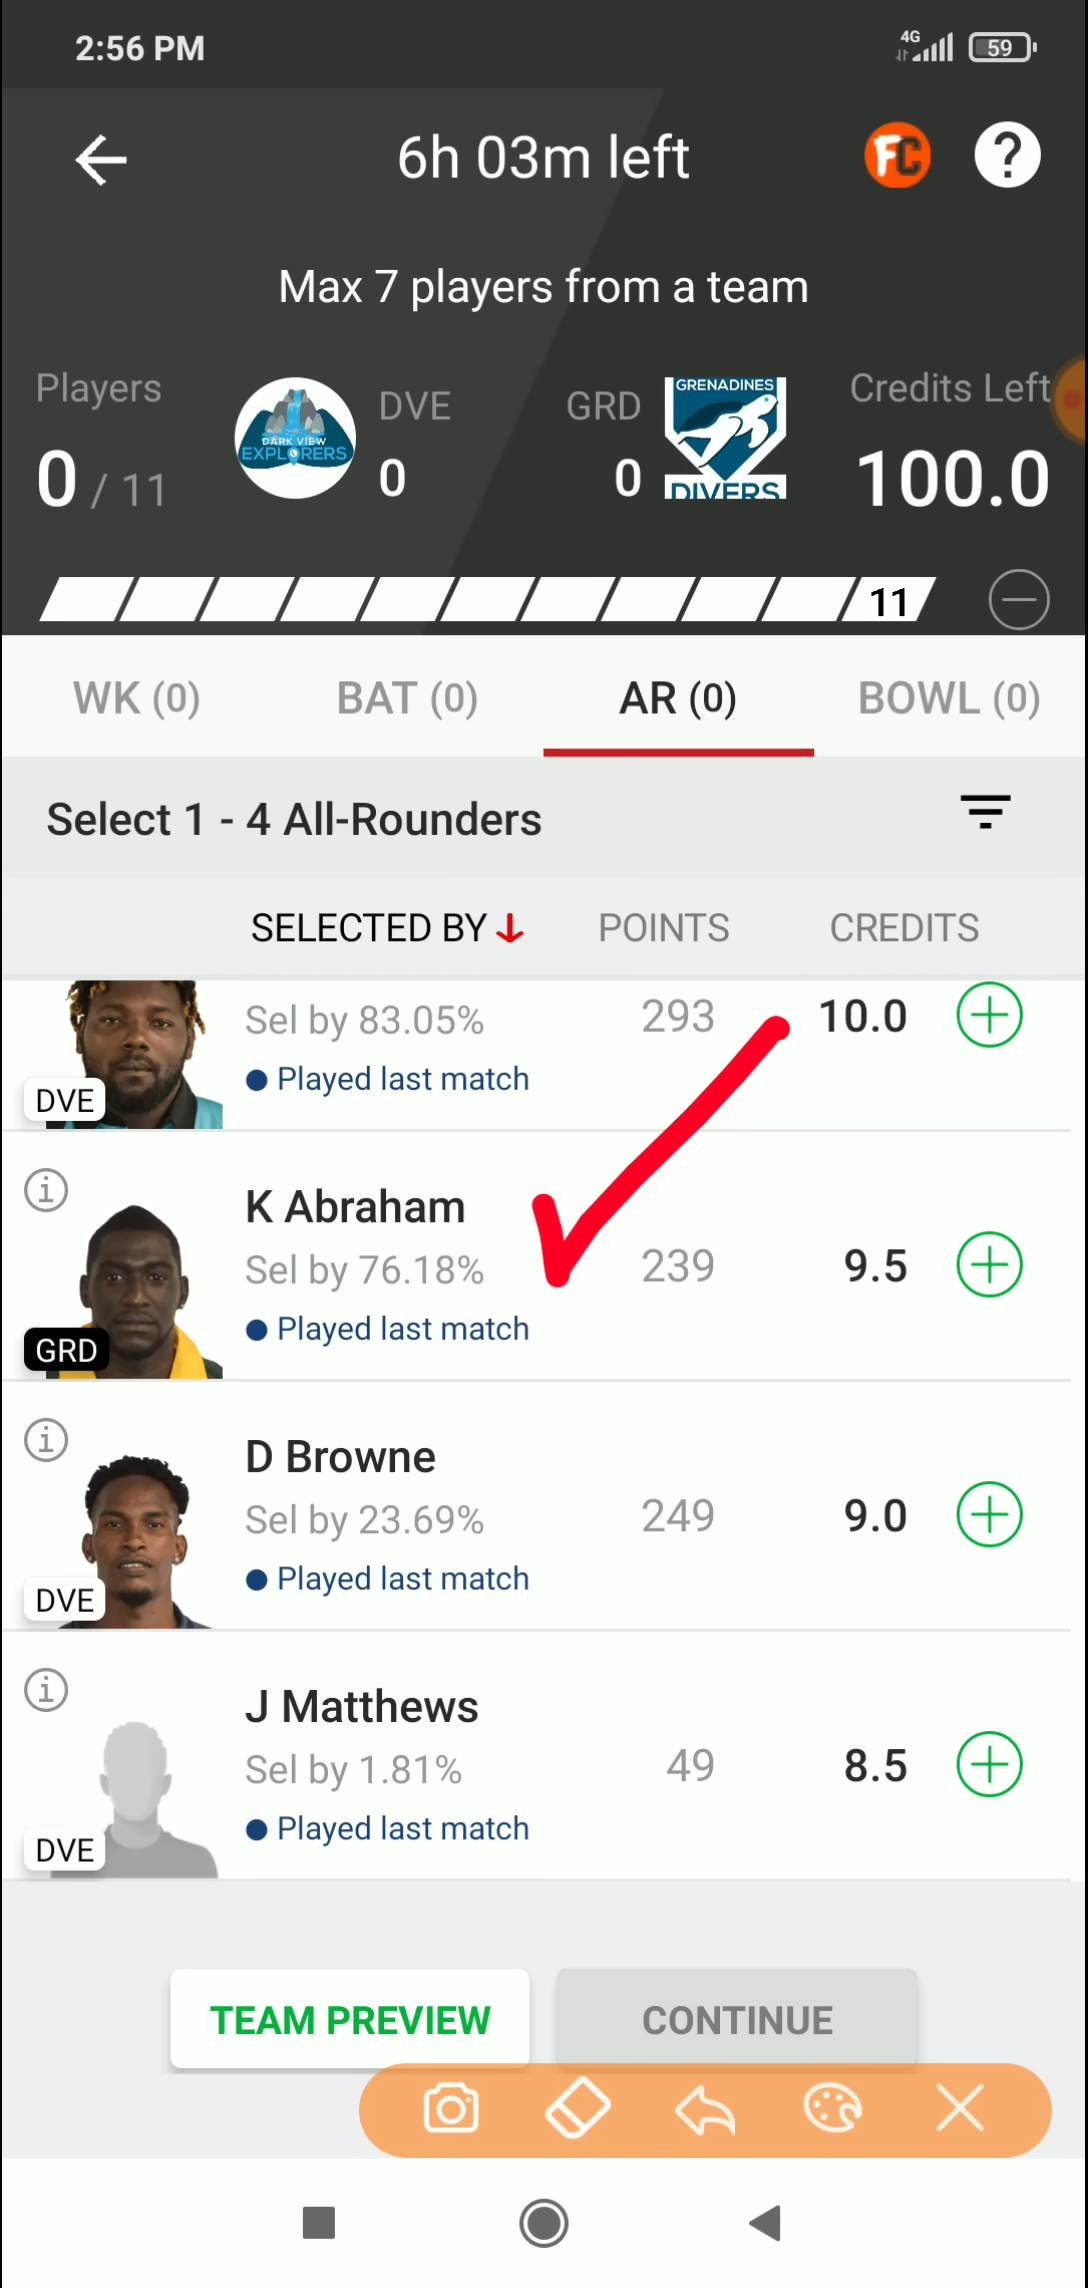 2:56 PM
4G
59
6h 03m left
FC
?
Max 7 players from a team
Players
DVE
GRD
Credits Left
0 / 11
0
0
100.0
DARK VIEW
EXPLORERS
GRENADINES
DIVERS
11
WK (0)
BAT (0)
AR (0)
BOWL (0)
Select 1 - 4 All-Rounders
SELECTED BY
POINTS
CREDITS
Sel by 83.05%
293
10.0
Played last match
DVE
K Abraham
Sel by 76.18%
239
9.5
Played last match
GRD
D Browne
Sel by 23.69%
249
9.0
Played last match
DVE
J Matthews
Sel by 1.81%
49
8.5
Played last match
DVE
TEAM PREVIEW
CONTINUE